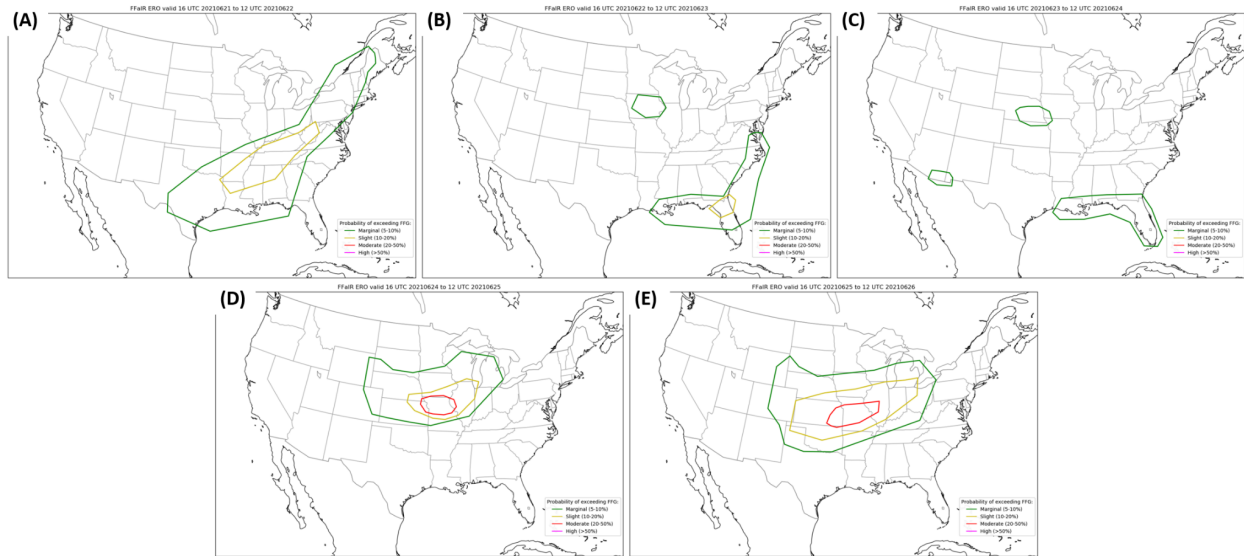 (A)
FFaIR ERO valid 16 UTC 20210621 to 12 UTC 20210622
Probability of exceeding FFG:
Marginal (5-10%)
Slight (10-20%)
Moderate (20-50%)
High (>50%)
(B)
FFaIR ERO valid 16 UTC 20210622 to 12 UTC 20210623
Probability of exceeding FFG:
Marginal (5-10%)
Slight (10-20%)
Moderate (20-50%)
High (>50%)
(C)
FFaIR ERO valid 16 UTC 20210623 to 12 UTC 20210624
Probability of exceeding FFG:
Marginal (5-10%)
Slight (10-20%)
Moderate (20-50%)
High (>50%)
(D)
FFaIR ERO valid 16 UTC 20210624 to 12 UTC 20210625
Probability of exceeding FFG:
Marginal (5-10%)
Slight (10-20%)
Moderate (20-50%)
High (>50%)
(E)
FFaIR ERO valid 16 UTC 20210625 to 12 UTC 20210626
Probability of exceeding FFG:
Marginal (5-10%)
Slight (10-20%)
Moderate (20-50%)
High (>50%)